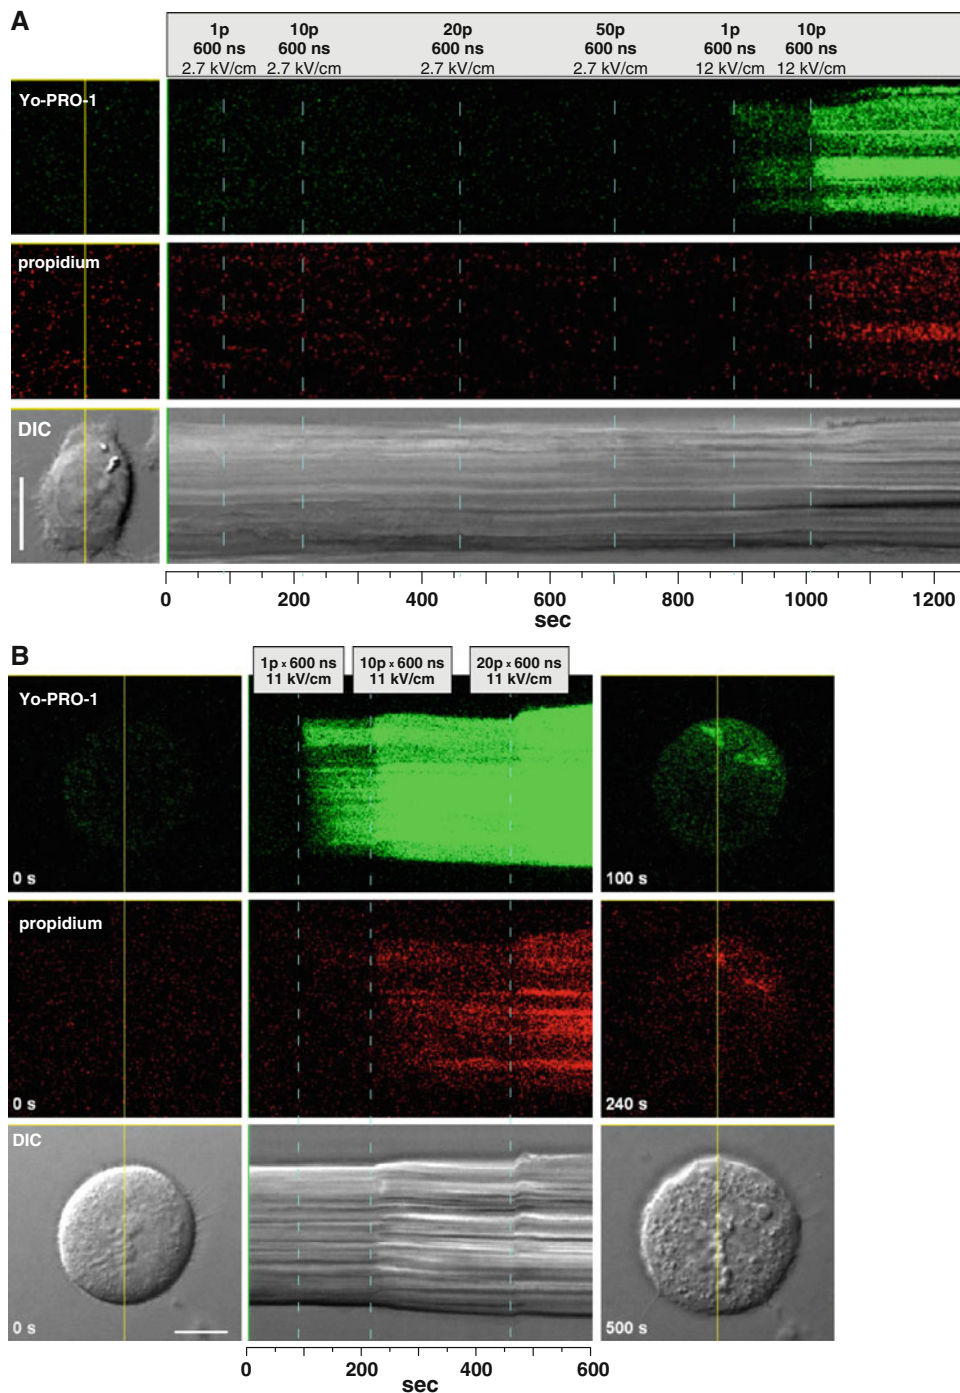 A
1p 10p 20p 50p 1p 10p
600 ns 600 ns 600 ns 600 ns 600 ns 600 ns
2.7 kV/cm 2.7 kV/cm 2.7 kV/cm 2.7 kV/cm 12 kV/cm 12 kV/cm
Yo-PRO-1
propidium
DIC
0 200 400 600 800 1000 1200
sec
B
1p x 600 ns 10p x 600 ns 20p x 600 ns
11 kV/cm 11 kV/cm 11 kV/cm
Yo-PRO-1
0 s 100 s
propidium
0 s 240 s
DIC
0 s 500 s
0 200 400 600
sec